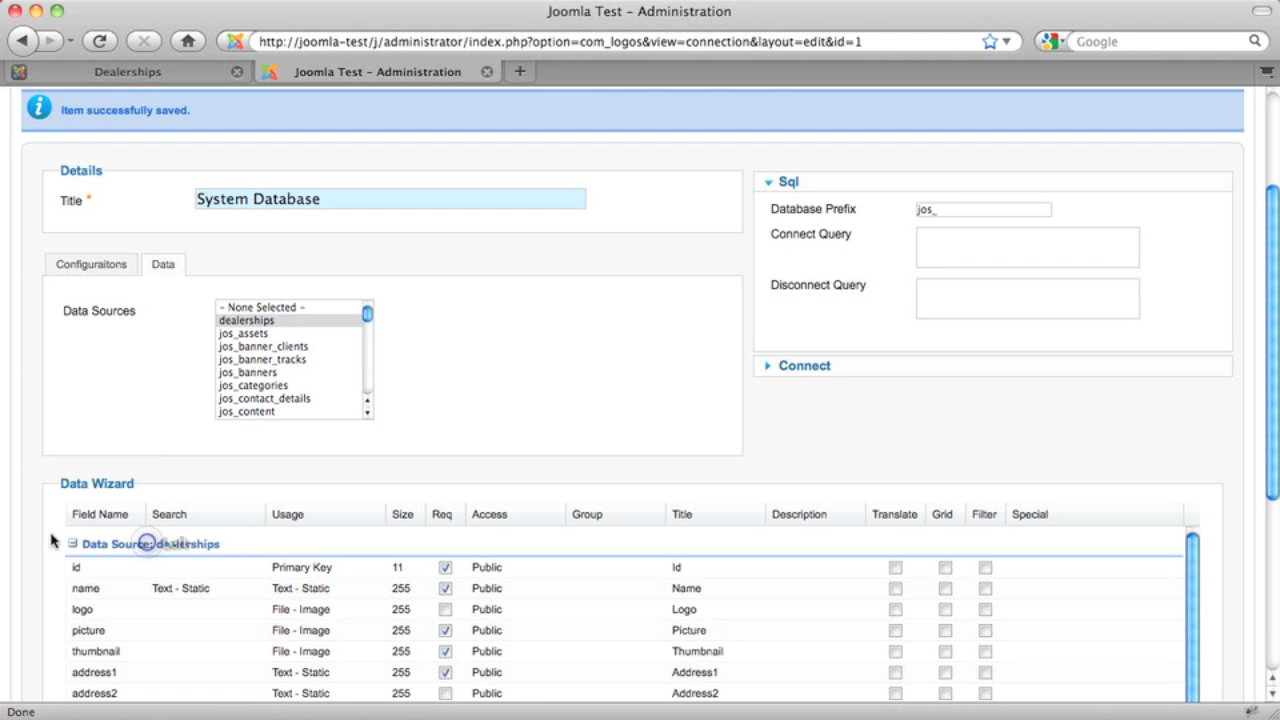 Joomla Test – Administration
http://joomla-test/j/administrator/index.php?option=com_logos&view=connection&layout=edit&id=1
Google
Dealerships
Joomla Test – Administration
Item successfully saved.
Details
Title *
System Database
Configuraitons
Data
Data Sources
– None Selected –
dealerships
jos_assets
jos_banner_clients
jos_banner_tracks
jos_banners
jos_categories
jos_contact_details
jos_content
Sql
Database Prefix
jos_
Connect Query
Disconnect Query
Connect
Data Wizard
Field Name Search Usage Size Req Access Group Title Description Translate Grid Filter Special
Data Source: dealerships
id Primary Key 11 Public Id
name Text - Static Text - Static 255 Public Name
logo File - Image 255 Public Logo
picture File - Image 255 Public Picture
thumbnail File - Image 255 Public Thumbnail
address1 Text - Static 255 Public Address1
address2 Text - Static 255 Public Address2
Done